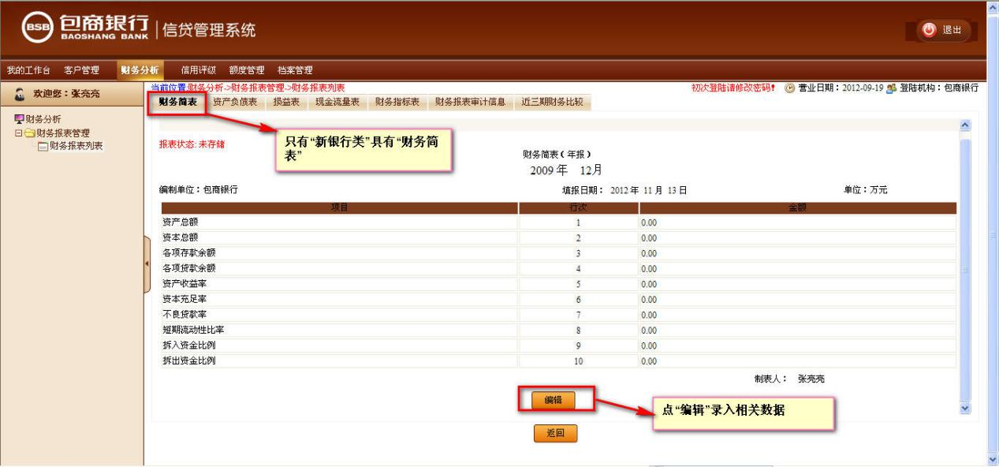 BSB 包商银行 BAOSHANG BANK 信贷管理系统
退出
我的工作台 客户管理 财务分析 信用评级 额度管理 档案管理
欢迎您：张亮亮
当前位置:财务分析->财务报表管理->财务报表列表
初次登陆请修改密码! 营业日期：2012-09-19 登陆机构：包商银行
财务简表 资产负债表 损益表 现金流量表 财务指标表 财务报表审计信息 近三期财务比较
财务分析
财务报表管理
财务报表列表
只有“新银行类”具有“财务简
表”
报表状态:未存储
财务简表（年报）
2009 年 12月
编制单位：包商银行 填报日期： 2012 年 11 月 13 日 单位：万元
项目 行次 金额
资产总额 1 0.00
资本总额 2 0.00
各项存款余额 3 0.00
各项贷款余额 4 0.00
资产收益率 5 0.00
资本充足率 6 0.00
不良贷款率 7 0.00
短期流动性比率 8 0.00
拆入资金比例 9 0.00
拆出资金比例 10 0.00
制表人： 张亮亮
编辑
点“编辑”录入相关数据
返回